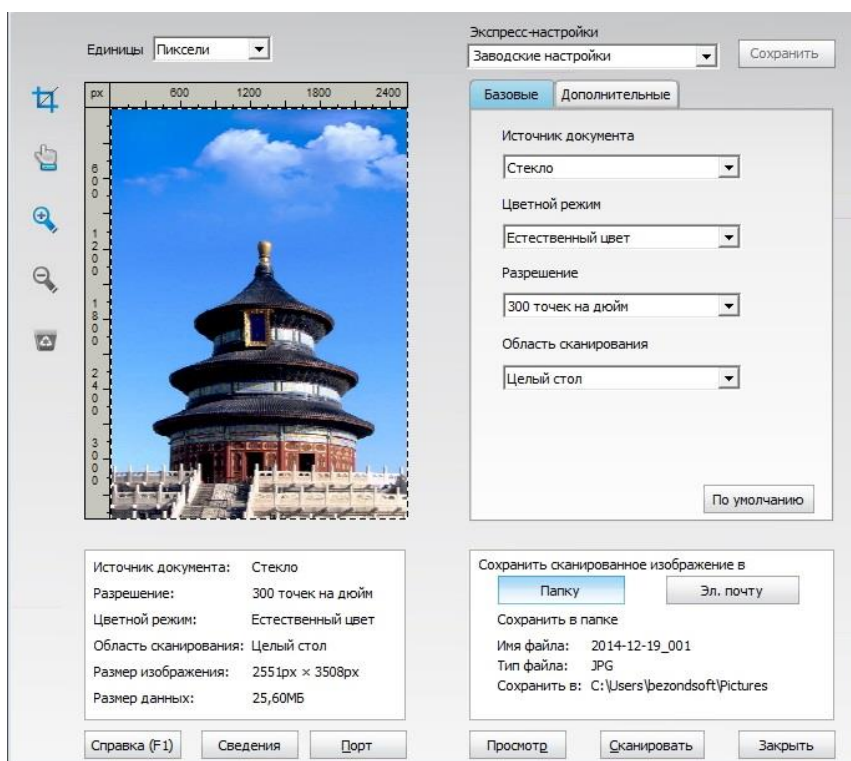 Единицы Пиксели
px 600 1200 1800 2400
600
1200
1800
2400
3000
Экспресс-настройки
Заводские настройки Сохранить
Базовые Дополнительные
Источник документа
Стекло
Цветной режим
Естественный цвет
Разрешение
300 точек на дюйм
Область сканирования
Целый стол
По умолчанию
Источник документа: Стекло
Разрешение: 300 точек на дюйм
Цветной режим: Естественный цвет
Область сканирования: Целый стол
Размер изображения: 2551px × 3508px
Размер данных: 25,60МБ
Сохранить сканированное изображение в
Папку Эл. почту
Сохранить в папке
Имя файла: 2014-12-19_001
Тип файла: JPG
Сохранить в: C:\Users\bezondsoft\Pictures
Справка (F1) Сведения Порт Просмотр Сканировать Закрыть